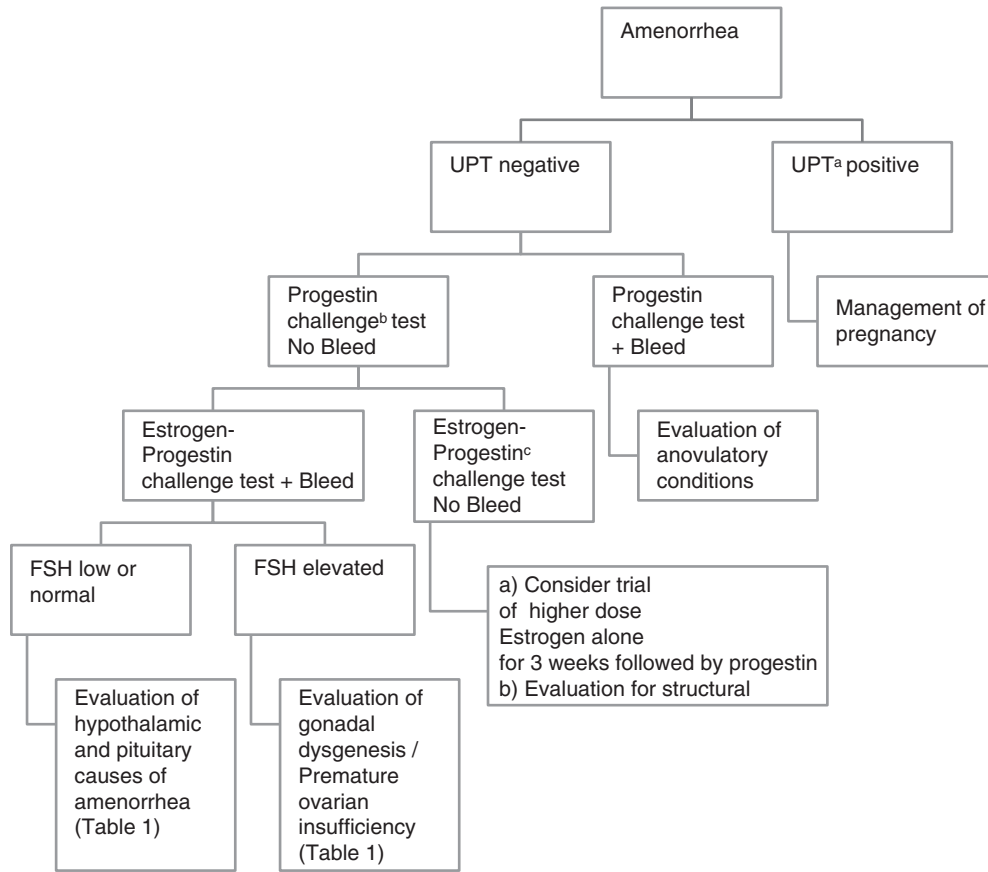 Amenorrhea
UPT negative
UPTᵃ positive
Progestin
challengeᵇ test
No Bleed
Progestin
challenge test
+ Bleed
Management of
pregnancy
Estrogen-
Progestin
challenge test + Bleed
Estrogen-
Progestinᶜ
challenge test
No Bleed
Evaluation of
anovulatory
conditions
FSH low or
normal
FSH elevated
a) Consider trial
of higher dose
Estrogen alone
for 3 weeks followed by progestin
b) Evaluation for structural
Evaluation of
hypothalamic
and pituitary
causes of
amenorrhea
(Table 1)
Evaluation of
gonadal
dysgenesis /
Premature
ovarian
insufficiency
(Table 1)